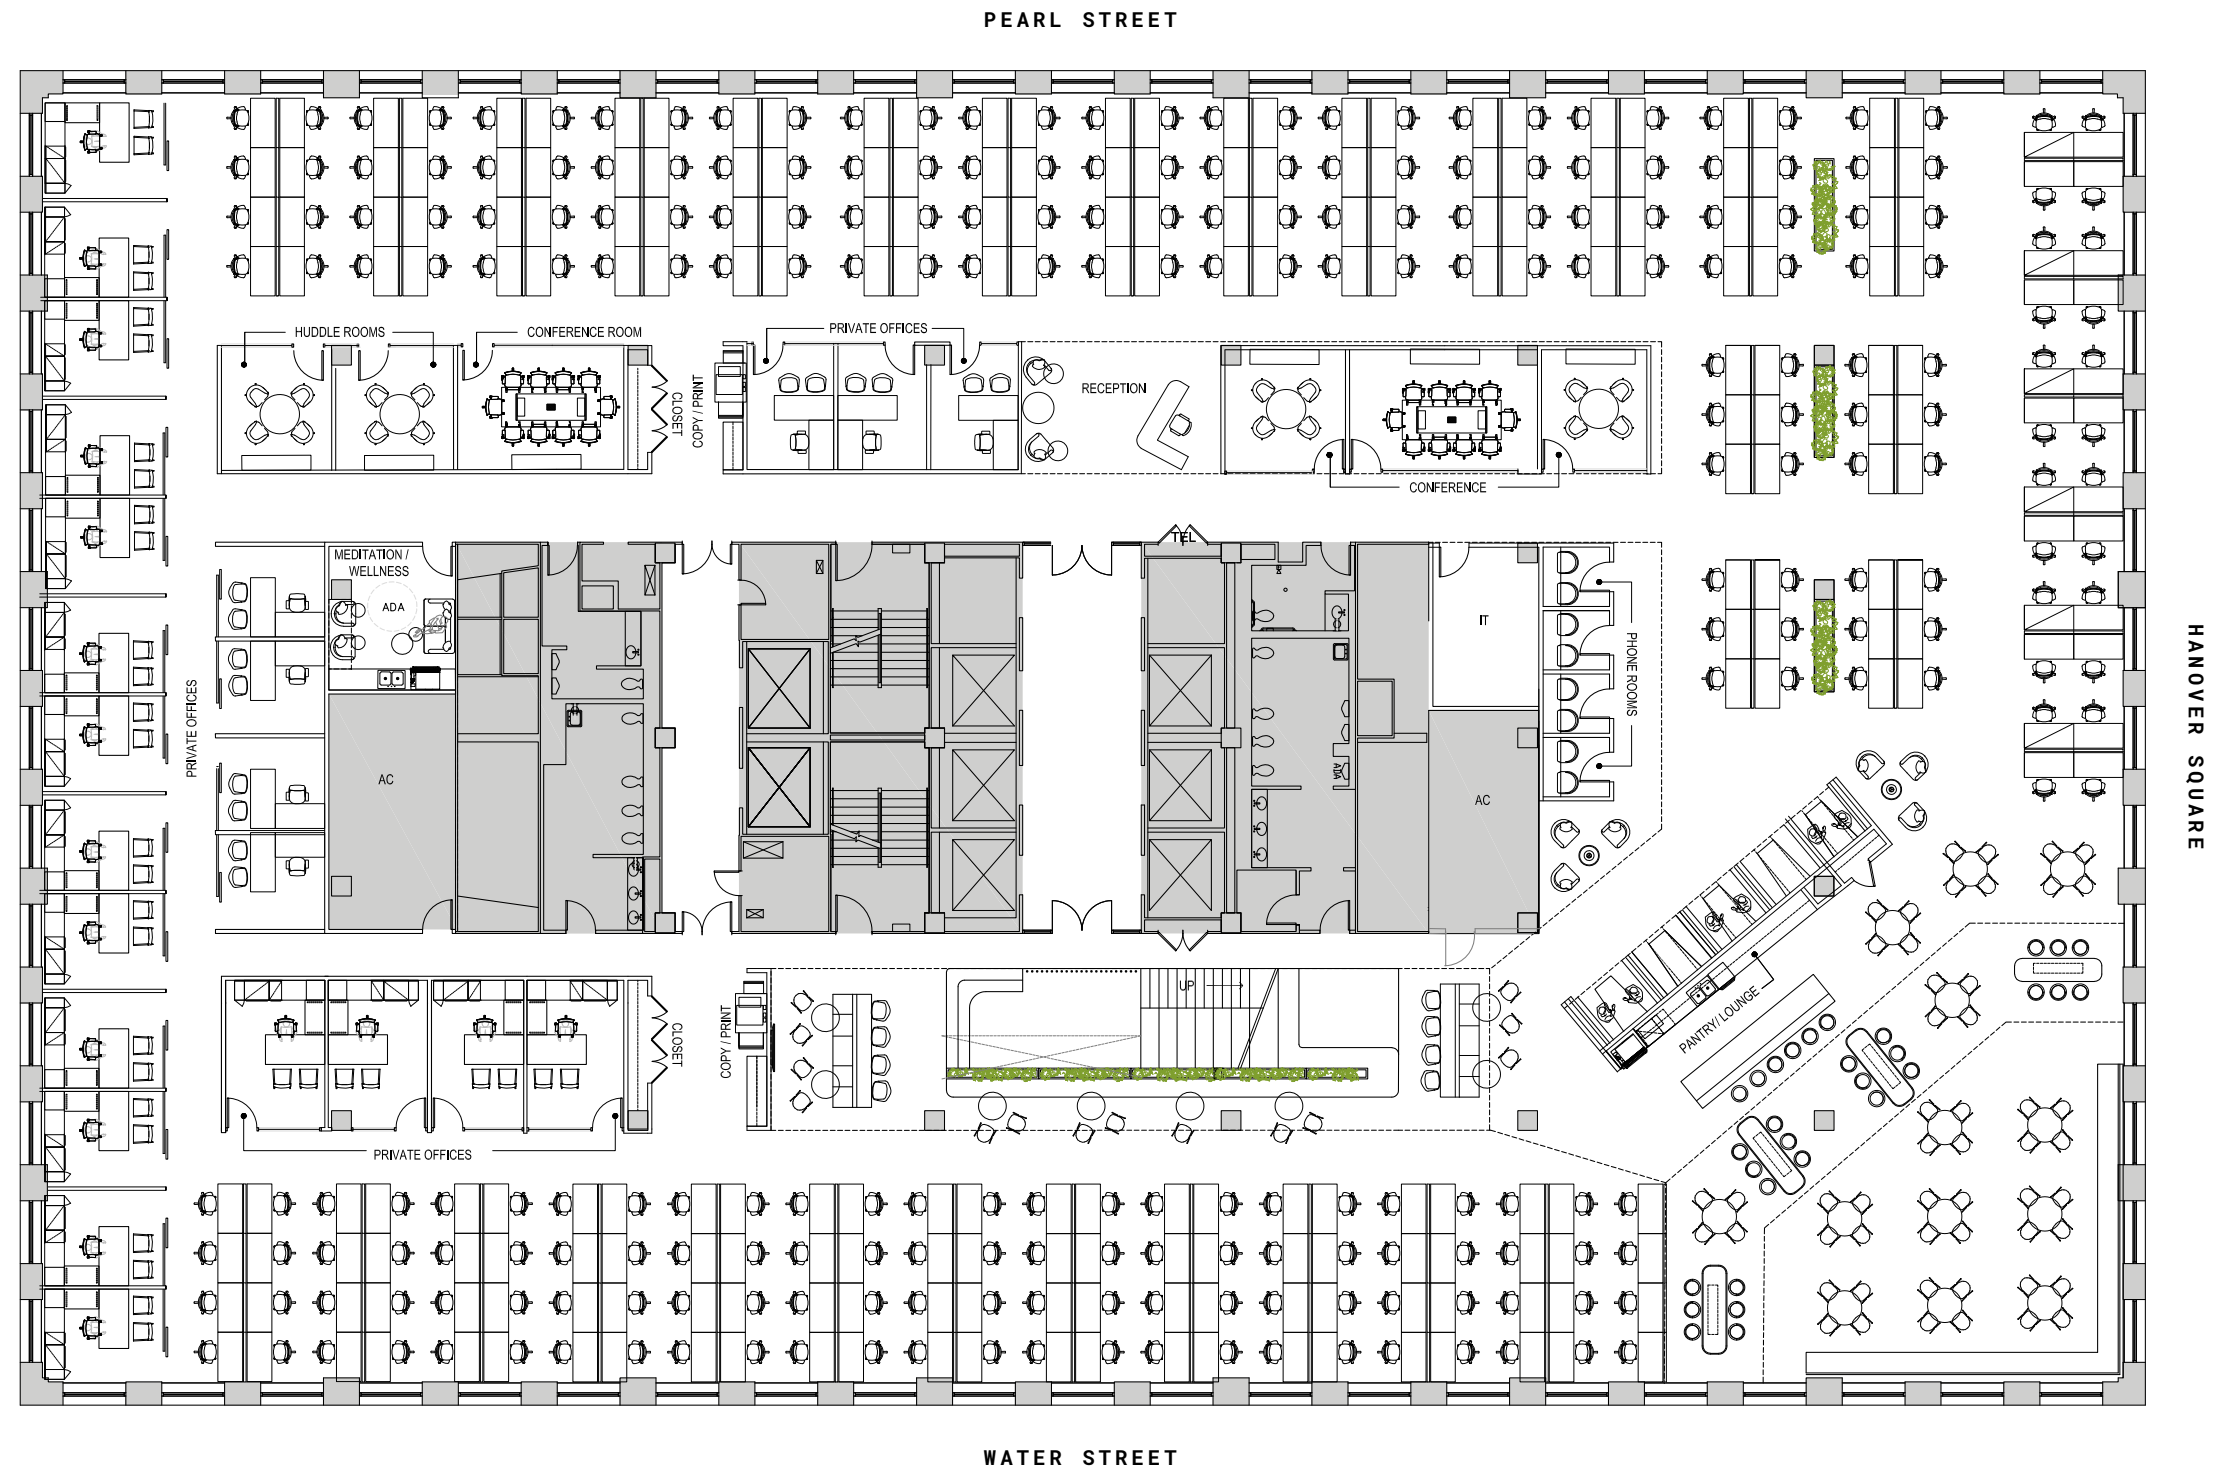 PEARL STREET
HUDDLE ROOMS
CONFERENCE ROOM
PRIVATE OFFICES
CLOSET
COPY / PRINT
RECEPTION
CONFERENCE
MEDITATION /
WELLNESS
ADA
TEL
IT
PHONE ROOMS
HANOVER SQUARE
PRIVATE OFFICES
AC
ADA
AC
UP
PANTRY/ LOUNGE
CLOSET
COPY / PRINT
PRIVATE OFFICES
WATER STREET